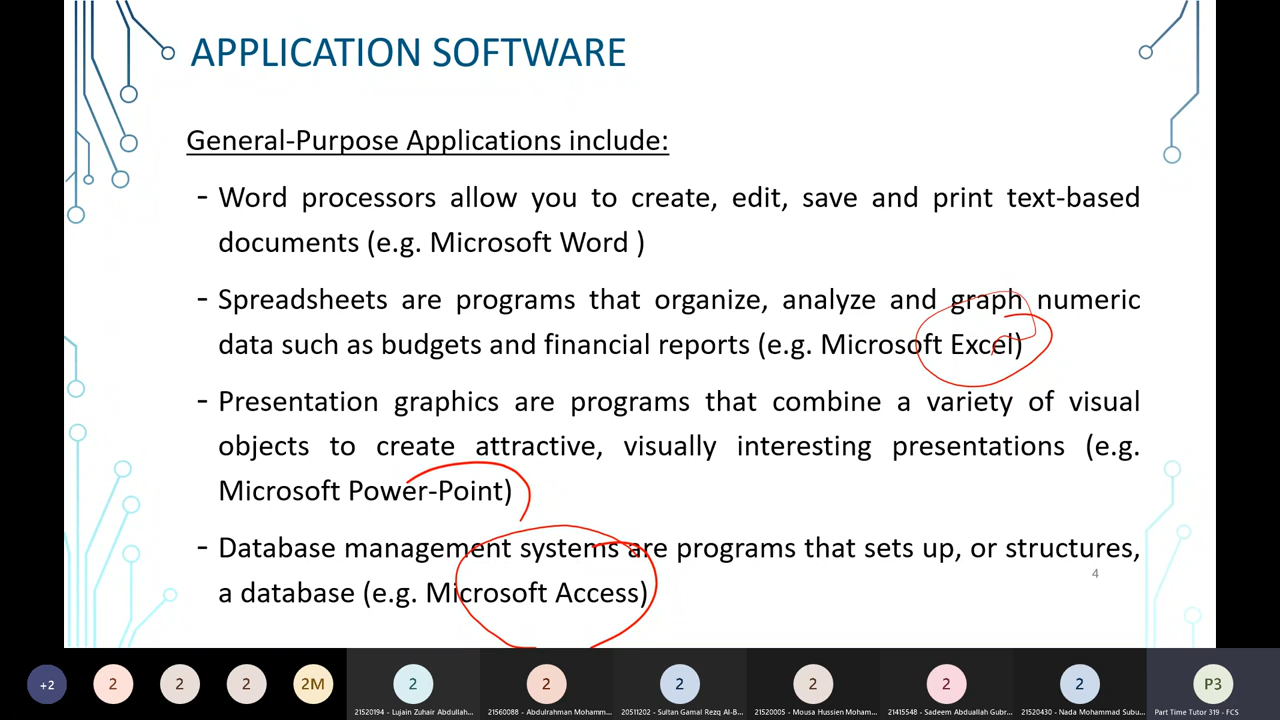 APPLICATION SOFTWARE
General-Purpose Applications include:
- Word processors allow you to create, edit, save and print text-based
documents (e.g. Microsoft Word )
- Spreadsheets are programs that organize, analyze and graph numeric
data such as budgets and financial reports (e.g. Microsoft Excel)
- Presentation graphics are programs that combine a variety of visual
objects to create attractive, visually interesting presentations (e.g.
Microsoft Power-Point)
- Database management systems are programs that sets up, or structures,
a database (e.g. Microsoft Access)
4
+2 2 2 2 2M 2 2 2 2 2 2 P3
21520194 - Lujain Zuhair Abdullah... 21560088 - Abdulrahman Mohamm... 20511202 - Sultan Gamal Rezq Al-B... 21520005 - Mousa Hussien Moham... 21415548 - Sadeem Abduallah Gubr... 21520430 - Nada Mohammad Subu... Part Time Tutor 319 - FCS